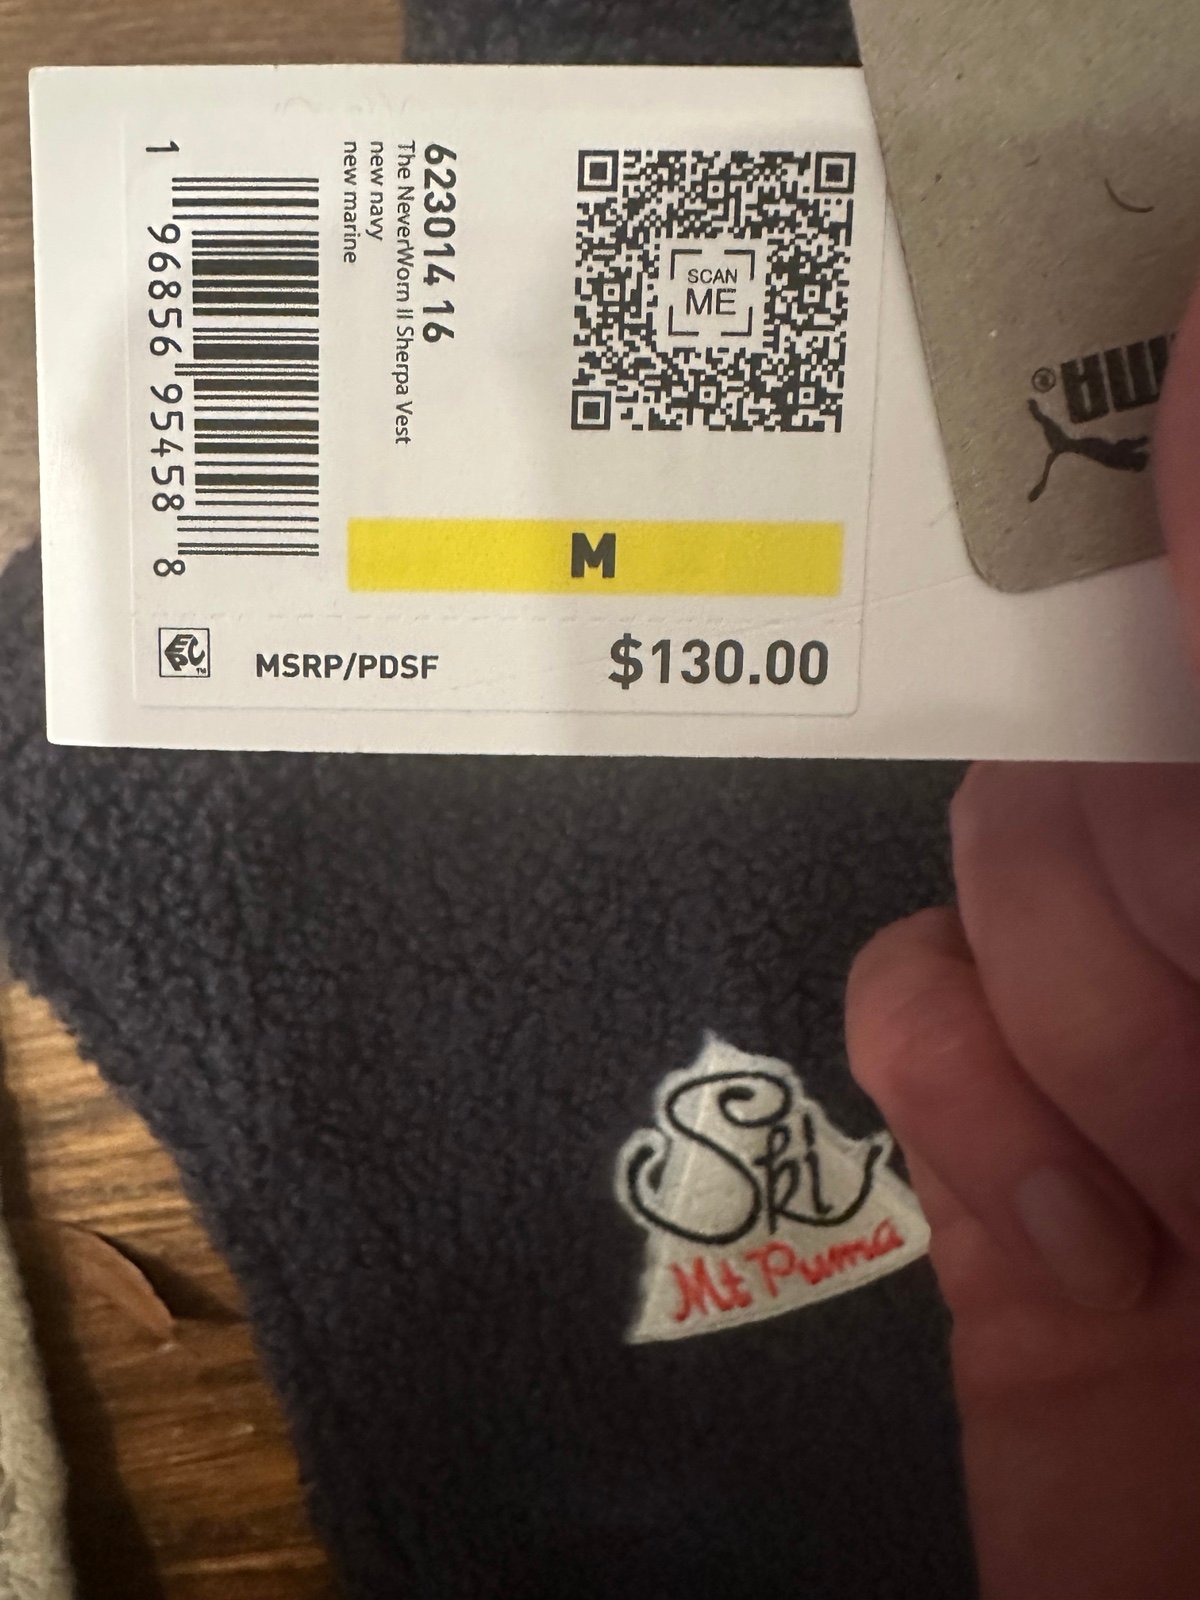 623014 16
The NeverWorn II Sherpa Vest
new navy
new marine
1 96856 95458 8
SCAN
ME
M
MSRP/PDSF $130.00
PUMA®
Ski
Mt Puma